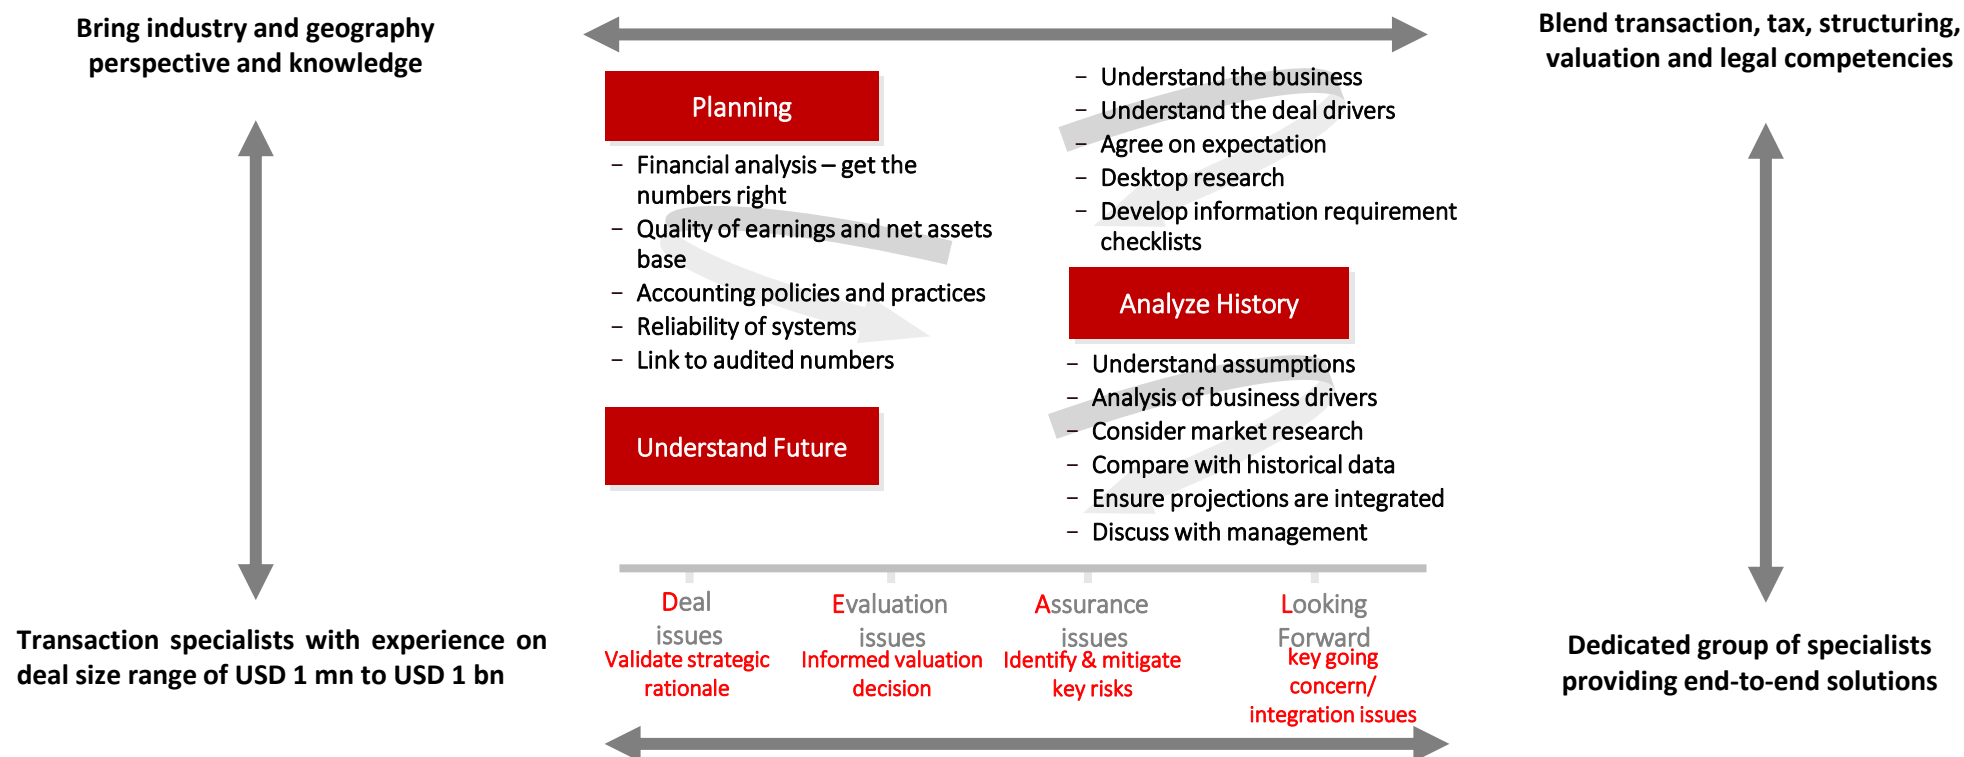 Bring industry and geography
perspective and knowledge
Blend transaction, tax, structuring,
valuation and legal competencies
Planning
– Understand the business
– Understand the deal drivers
– Agree on expectation
– Desktop research
– Develop information requirement
checklists
– Financial analysis – get the
numbers right
– Quality of earnings and net assets
base
– Accounting policies and practices
– Reliability of systems
– Link to audited numbers
Analyze History
– Understand assumptions
– Analysis of business drivers
– Consider market research
– Compare with historical data
– Ensure projections are integrated
– Discuss with management
Understand Future
Deal
issues
Validate strategic
rationale
Evaluation
issues
Informed valuation
decision
Assurance
issues
Identify & mitigate
key risks
Looking
Forward
key going
concern/
integration issues
Transaction specialists with experience on
deal size range of USD 1 mn to USD 1 bn
Dedicated group of specialists
providing end-to-end solutions